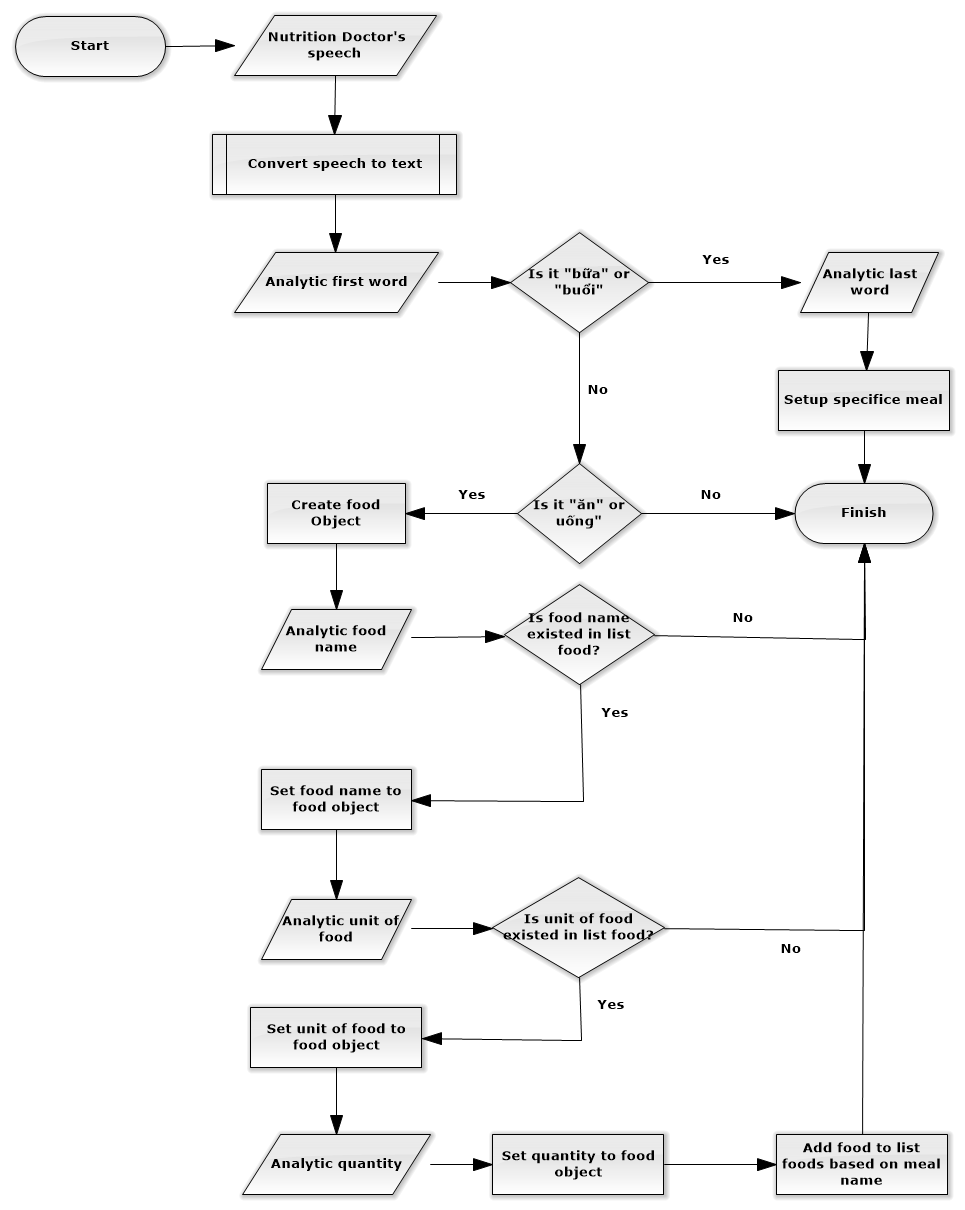 Start
Nutrition Doctor's
speech
Convert speech to text
Analytic first word
Is it "bữa" or
"buổi"
Yes
Analytic last
word
No
Setup specifice meal
Create food
Object
Yes
Is it "ăn" or
uống"
No
Finish
Analytic food
name
Is food name
existed in list
food?
No
Yes
Set food name to
food object
Analytic unit of
food
Is unit of food
existed in list food?
No
Yes
Set unit of food to
food object
Analytic quantity
Set quantity to food
object
Add food to list
foods based on meal
name